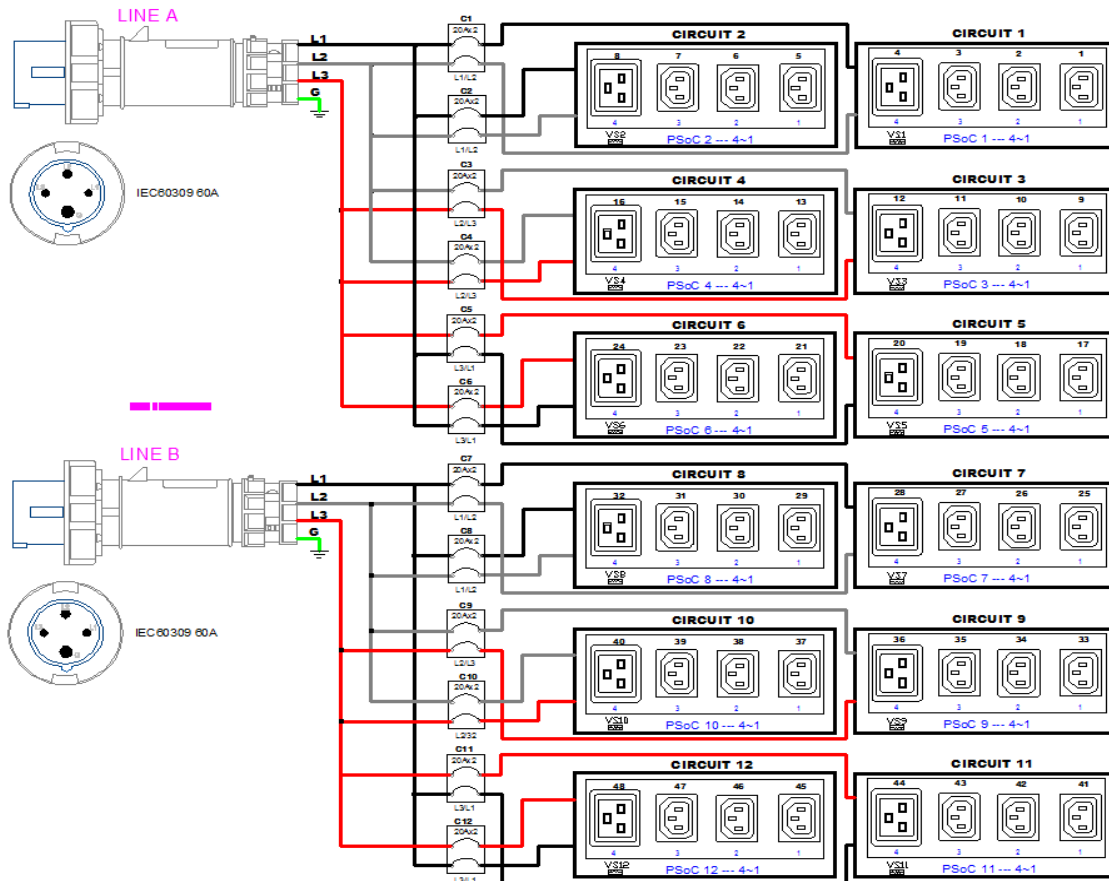 LINE A
L1
L2
L3
G
IEC60309 60A
C1
20Ax2
L1/L2
C2
20Ax2
L1/L2
C3
20Ax2
L2/L3
C4
20Ax2
L2/L3
C5
20Ax2
L3/L1
C6
20Ax2
L3/L1
CIRCUIT 2
8 7 6 5
4 3 2 1
VS2
PSoC 2 --- 4~1
CIRCUIT 1
4 3 2 1
4 3 2 1
VS1
PSoC 1 --- 4~1
CIRCUIT 4
16 15 14 13
4 3 2 1
VS4
PSoC 4 --- 4~1
CIRCUIT 3
12 11 10 9
4 3 2 1
VS3
PSoC 3 --- 4~1
CIRCUIT 6
24 23 22 21
4 3 2 1
VS6
PSoC 6 --- 4~1
CIRCUIT 5
20 19 18 17
4 3 2 1
VS5
PSoC 5 --- 4~1
LINE B
L1
L2
L3
G
IEC60309 60A
C7
20Ax2
L1/L2
C8
20Ax2
L1/L2
C9
20Ax2
L2/L3
C10
20Ax2
L2/32
C11
20Ax2
L3/L1
C12
20Ax2
L3/L1
CIRCUIT 8
32 31 30 29
4 3 2 1
VS8
PSoC 8 --- 4~1
CIRCUIT 7
28 27 26 25
4 3 2 1
VS7
PSoC 7 --- 4~1
CIRCUIT 10
40 39 38 37
4 3 2 1
VS10
PSoC 10 --- 4~1
CIRCUIT 9
36 35 34 33
4 3 2 1
VS9
PSoC 9 --- 4~1
CIRCUIT 12
48 47 46 45
4 3 2 1
VS12
PSoC 12 --- 4~1
CIRCUIT 11
44 43 42 41
4 3 2 1
VS11
PSoC 11 --- 4~1